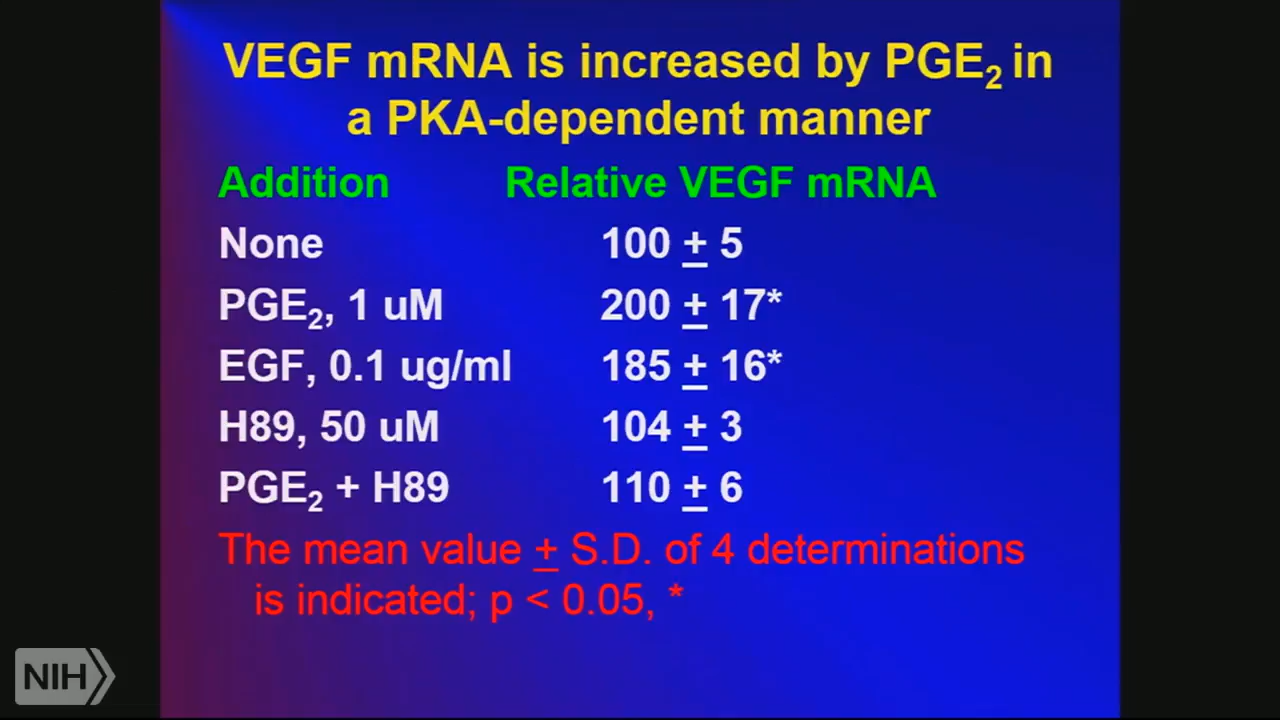 VEGF mRNA is increased by PGE₂ in
a PKA-dependent manner
Addition Relative VEGF mRNA
None 100 ± 5
PGE₂, 1 uM 200 ± 17*
EGF, 0.1 ug/ml 185 ± 16*
H89, 50 uM 104 ± 3
PGE₂ + H89 110 ± 6
The mean value ± S.D. of 4 determinations
is indicated; p < 0.05, *
NIH